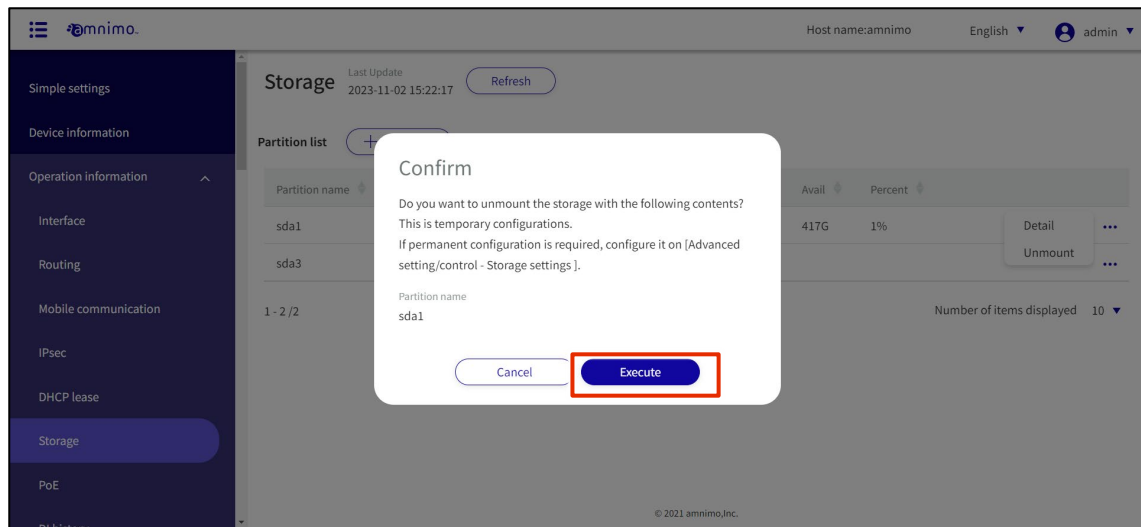 amnimo
Host name:amnimo
English
admin
Simple settings
Device information
Operation information
Interface
Routing
Mobile communication
IPsec
DHCP lease
Storage
PoE
Storage
Last Update
2023-11-02 15:22:17
Refresh
Partition list
Partition name
Avail
Percent
sda1
417G
1%
Detail
Unmount
sda3
1 - 2 /2
Number of items displayed 10
Confirm
Do you want to unmount the storage with the following contents?
This is temporary configurations.
If permanent configuration is required, configure it on [Advanced
setting/control - Storage settings ].
Partition name
sda1
Cancel
Execute
© 2021 amnimo,Inc.